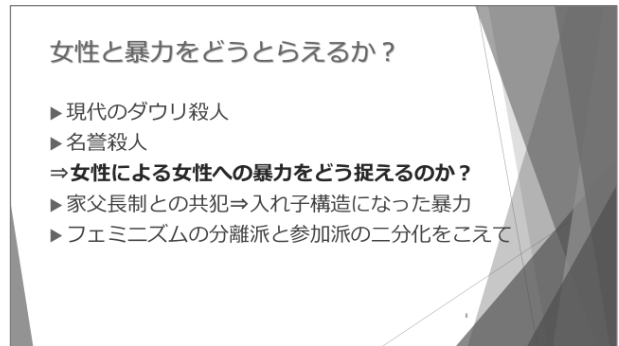 女性と暴力をどうとらえるか？
▶現代のダウリ殺人
▶名誉殺人
⇒女性による女性への暴力をどう捉えるのか？
▶家父長制との共犯⇒入れ子構造になった暴力
▶フェミニズムの分離派と参加派の二分化をこえて